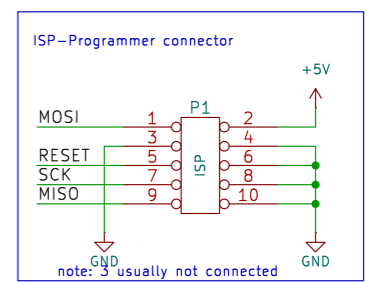 ISP-Programmer connector
+5V
P1
MOSI 1 2
3 4
RESET 5 6
SCK 7 8
MISO 9 10
ISP
GND GND
note: 3 usually not connected